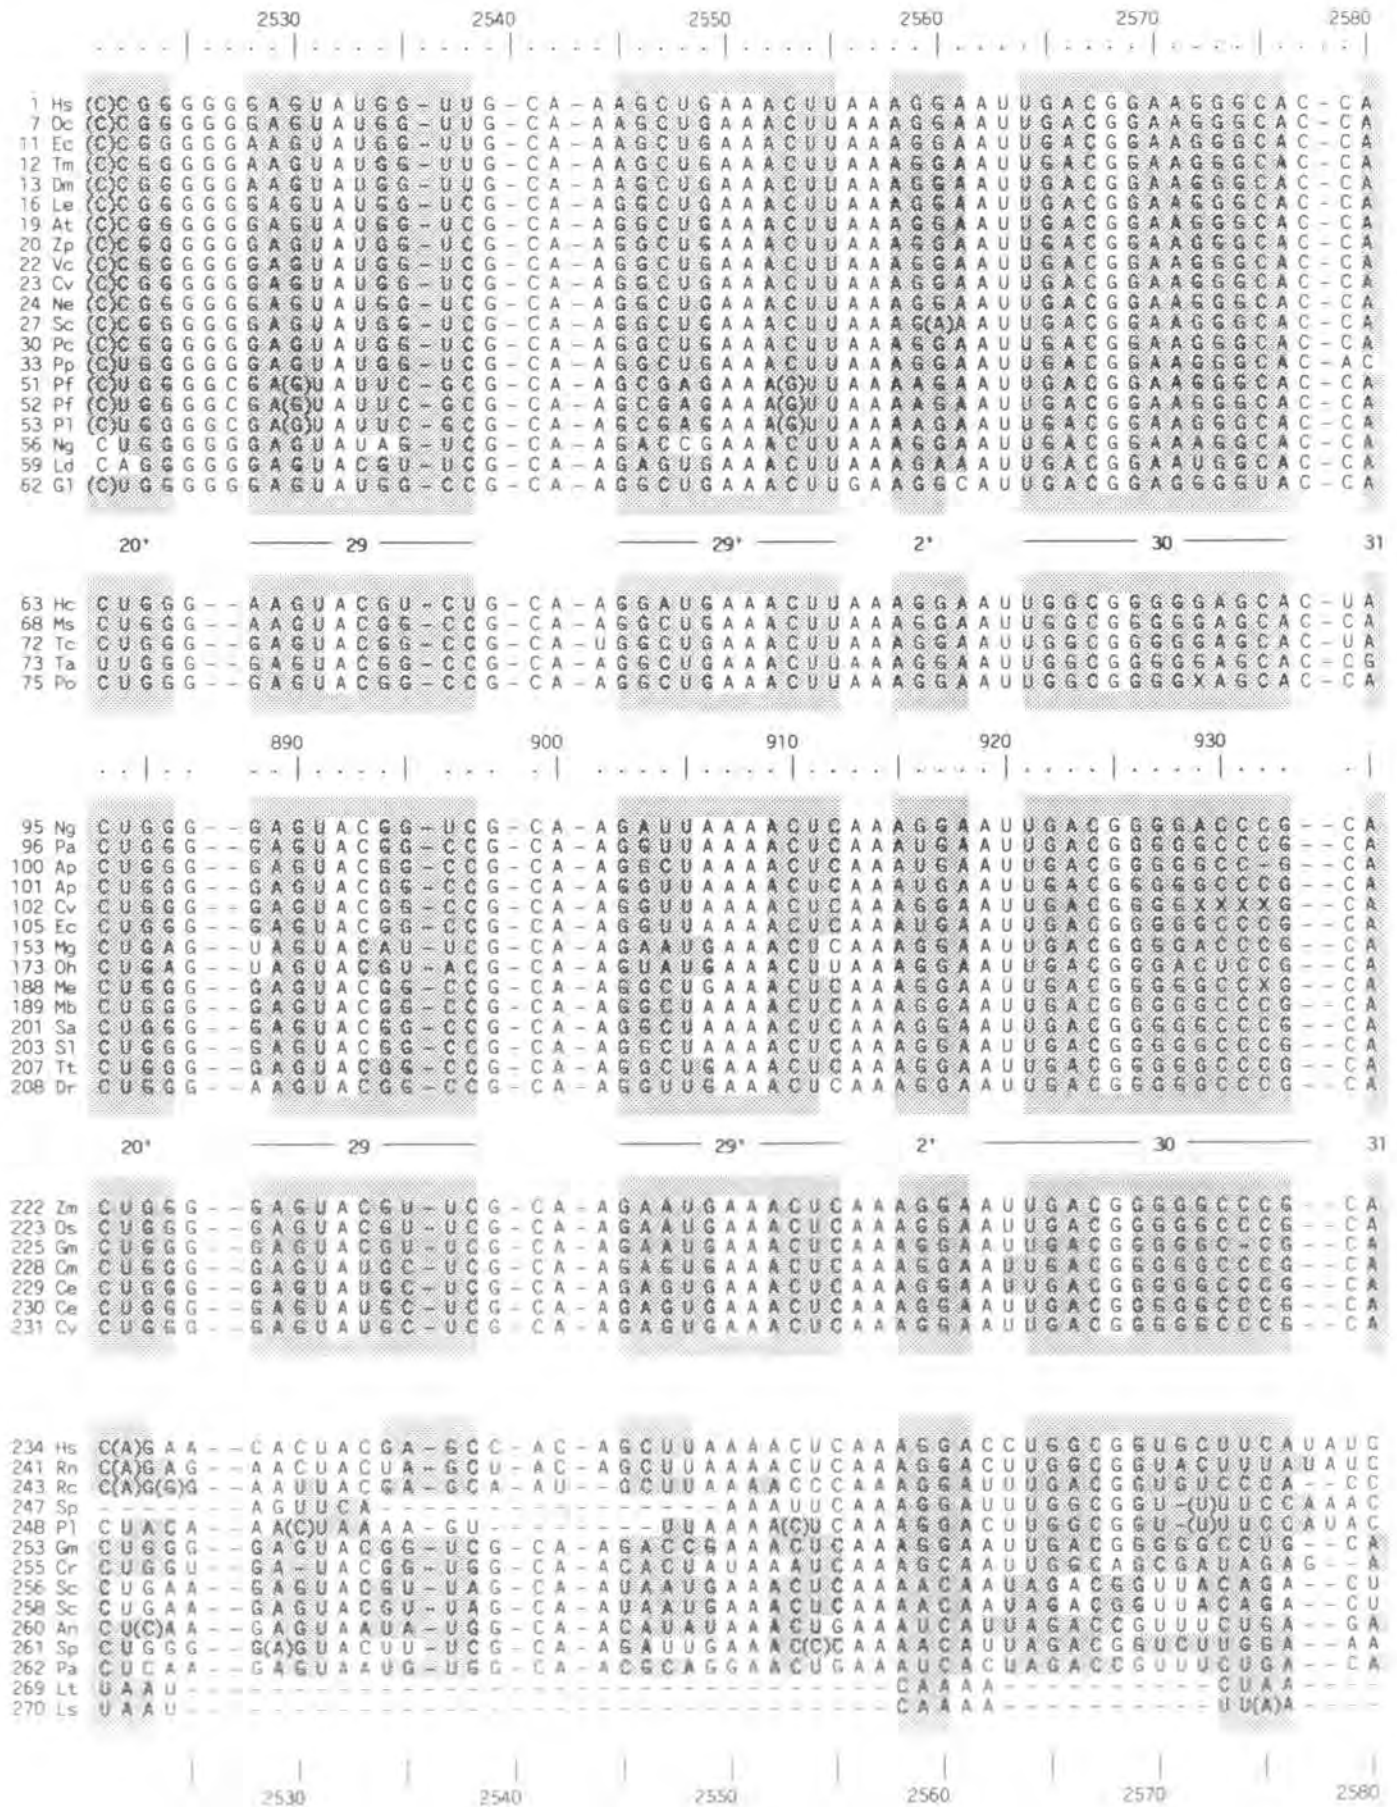 2530 2540 2550 2560 2570 2580
1 Hs (C)C G G G G G G A G U A U G G - U U G - C A - A A G C U G A A A C U U A A A G G A A U U G A C G G A A G G G C A C - C A
7 Oc (C)C G G G G G G A G U A U G G - U U G - C A - A A G C U G A A A C U U A A A G G A A U U G A C G G A A G G G C A C - C A
11 Ec (C)C G G G G G A A G U A U G G - U U G - C A - A A G C U G A A A C U U A A A G G A A U U G A C G G A A G G G C A C - C A
12 Tm (C)C G G G G G A A G U A U G G - U U G - C A - A A G C U G A A A C U U A A A G G A A U U G A C G G A A G G G C A C - C A
13 Dm (C)C G G G G G A A G U A U G G - U U G - C A - A A G C U G A A A C U U A A A G G A A U U G A C G G A A G G G C A C - C A
16 Le (C)C G G G G G G A G U A U G G - U C G - C A - A G G C U G A A A C U U A A A G G A A U U G A C G G A A G G G C A C - C A
19 At (C)C G G G G G G A G U A U G G - U C G - C A - A G G C U G A A A C U U A A A G G A A U U G A C G G A A G G G C A C - C A
20 Zp (C)C G G G G G G A G U A U G G - U C G - C A - A G G C U G A A A C U U A A A G G A A U U G A C G G A A G G G C A C - C A
22 Vc (C)C G G G G G G A G U A U G G - U C G - C A - A G G C U G A A A C U U A A A G G A A U U G A C G G A A G G G C A C - C A
23 Cv (C)C G G G G G G A G U A U G G - U C G - C A - A G G C U G A A A C U U A A A G G A A U U G A C G G A A G G G C A C - C A
24 Ne (C)C G G G G G G A G U A U G G - U C G - C A - A G G C U G A A A C U U A A A G G A A U U G A C G G A A G G G C A C - C A
27 Sc (C)C G G G G G G A G U A U G G - U C G - C A - A G G C U G A A A C U U A A A G(A)A A U U G A C G G A A G G G C A C - C A
30 Pc (C)C G G G G G G A G U A U G G - U C G - C A - A G G C U G A A A C U U A A A G G A A U U G A C G G A A G G G C A C - C A
33 Pp (C)U G G G G G G A G U A U G G - U C G - C A - A G G C U G A A A C U U A A A G G A A U U G A C G G A A G G G C A C - A C
51 Pf (C)U G G G G G C G A(G)U A U U C - G C G - C A - A G C G A G A A A(G)U U A A A A G A A U U G A C G G A A G G G C A C - C A
52 Pf (C)U G G G G G C G A(G)U A U U C - G C G - C A - A G C G A G A A A(G)U U A A A A G A A U U G A C G G A A G G G C A C - C A
53 Pl (C)U G G G G G C G A(G)U A U U C - G C G - C A - A G C G A G A A A(G)U U A A A A G A A U U G A C G G A A G G G C A C - C A
56 Ng C U G G G G G G A G U A U A G - U C G - C A - A G A C C G A A A C U U A A A G G A A U U G A C G G A A A G G C A C - C A
59 Ld C A G G G G G G A G U A C G U - U C G - C A - A G A G U G A A A C U U A A A G A A A U U G A C G G A A U G G C A C - C A
62 Gl (C)U G G G G G G A G U A U G G - C C G - C A - A G G C U G A A A C U U G A A G G C A U U G A C G G A G G G G U A C - C A
20' 29 29' 2' 30 31
63 Hc C U G G G - - A A G U A C G U - C U G - C A - A G G A U G A A A C U U A A A G G A A U U G G C G G G G G A G C A C - U A
68 Ms C U G G G - - A A G U A C G G - C C G - C A - A G G C U G A A A C U U A A A G G A A U U G G C G G G G G A G C A C - C A
72 Tc C U G G G - - G A G U A C G G - C C G - C A - U G G C U G A A A C U U A A A G G A A U U G G C G G G G G A G C A C - U A
73 Ta U U G G G - - G A G U A C G G - C C G - C A - A G G C U G A A A C U U A A A G G A A U U G G C G G G G G A G C A C - C G
75 Po C U G G G - - G A G U A C G G - C C G - C A - A G G C U G A A A C U U A A A G G A A U U G G C G G G G X A G C A C - C A
890 900 910 920 930
95 Ng C U G G G - - G A G U A C G G - U C G - C A - A G A U U A A A A C U C A A A G G A A U U G A C G G G G A C C C G - - C A
96 Pa C U G G G - - G A G U A C G G - C C G - C A - A G G U U A A A A C U C A A A U G A A U U G A C G G G G G C C C G - - C A
100 Ap C U G G G - - G A G U A C G G - C C G - C A - A G G C U A A A A C U C A A A U G A A U U G A C G G G G G C C - G - - C A
101 Ap C U G G G - - G A G U A C G G - C C G - C A - A G G U U A A A A C U C A A A U G A A U U G A C G G G G G C C C G - - C A
102 Cv C U G G G - - G A G U A C G G - C C G - C A - A G G U U A A A A C U C A A A U G A A U U G A C G G G G X X X X G - - C A
105 Ec C U G G G - - G A G U A C G G - C C G - C A - A G G U U A A A A C U C A A A U G A A U U G A C G G G G G C C C G - - C A
153 Mg C U G A G - - U A G U A C A U - U C G - C A - A G A A U G A A A C U C A A A G G A A U U G A C G G G G A C C C G - - C A
173 Oh C U G A G - - U A G U A C G U - A C G - C A - A G U A U G A A A C U U A A A G G A A U U G A C G G G A C U C C G - - C A
188 Me C U G G G - - G A G U A C G G - C C G - C A - A G G C U G A A A C U C A A A G G A A U U G A C G G G G G C C X G - - C A
189 Mb C U G G G - - G A G U A C G G - C C G - C A - A G G C U A A A A C U C A A A G G A A U U G A C G G G G G C C C G - - C A
201 Sa C U G G G - - G A G U A C G G - C C G - C A - A G G C U A A A A C U C A A A G G A A U U G A C G G G G G C C C G - - C A
203 Sl C U G G G - - G A G U A C G G - C C G - C A - A G G C U A A A A C U C A A A G G A A U U G A C G G G G G C C C G - - C A
207 Tt C U G G G - - G A G U A C G G - C C G - C A - A G G C U G A A A C U C A A A G G A A U U G A C G G G G G C C C G - - C A
208 Dr C U G G G - - A A G U A C G G - C C G - C A - A G G U U G A A A C U C A A A G G A A U U G A C G G G G G C C C G - - C A
20' 29 29' 2' 30 31
222 Zm C U G G G - - G A G U A C G U - U C G - C A - A G A A U G A A A C U C A A A G G A A U U G A C G G G G G C C C G - - C A
223 Os C U G G G - - G A G U A C G U - U C G - C A - A G A A U G A A A C U C A A A G G A A U U G A C G G G G G C C C G - - C A
225 Gm C U G G G - - G A G U A C G U - U C G - C A - A G A A U G A A A C U C A A A G G A A U U G A C G G G G G C - C G - - C A
228 Cm C U G G G - - G A G U A U G C - U C G - C A - A G A G U G A A A C U C A A A G G A A U U G A C G G G G G C C C G - - C A
229 Ce C U G G G - - G A G U A U G C - U C G - C A - A G A G U G A A A C U C A A A G G A A U U G A C G G G G G C C C G - - C A
230 Ce C U G G G - - G A G U A U G C - U C G - C A - A G A G U G A A A C U C A A A G G A A U U G A C G G G G G C C C G - - C A
231 Cy C U G G G - - G A G U A U G C - U C G - C A - A G A G U G A A A C U C A A A G G A A U U G A C G G G G G C C C G - - C A
234 Hs C(A)G A A - - C A C U A C G A - G C C - A C - A G C U U A A A A C U C A A A G G A C C U G G C G G U G C U U C A U A U C
241 Rn C(A)G A G - - A A C U A C U A - G C U - A C - A G C U U A A A A C U C A A A G G A C U U G G C G G U A C U U U A U A U C
243 Rc C(A)G(G)G - - A A U U A C G A - G C A - A U - - G C U U A A A A C C C A A A G G A U U U G A C G G U G U C C C A - - C C
247 Sp - - - - - - - A G U U C A - - - - - - - - - - - - - - - - A A A U U C A A A G G A U U U G G C G G U -(U)U U C C A A A C
248 Pl C U A C A - - A A(C)U A A A A - G U - - - - - - - - U U A A A A(C)U C A A A G G A C U U G G C G G U -(U)U U C C A U A C
253 Gm C U G G G - - G A G U A C G G - U C G - C A - A G A C C G A A A C U C A A A G G A A U U G A C G G G G G C C U G - - C A
255 Cr C U G G U - - G A - U A C G G - U G G - C A - A C A C U A U A A A U C A A A G C A A U U G G C A G C G A U A G A G - - A
256 Sc C U G A A - - G A G U A C G U - U A G - C A - A U A A U G A A A C U C A A A A C A A U A G A C G G U U A C A G A - - C U
258 Sc C U G A A - - G A G U A C G U - U A G - C A - A U A A U G A A A C U C A A A A C A A U A G A C G G U U A C A G A - - C U
260 An C U(C)A A - - G A G U A A U A - U G G - C A - A C A U A U A A A C U G A A A U C A U U A G A C C G U U U C U G A - - G A
261 Sp C U G G G - - G(A)G U A C U U - U C G - C A - A G A U U G A A A C(C)C A A A A C A U U A G A C G G U C U U G G A - - A A
262 Pa C U C A A - - G A G U A A U G - U G G - C A - A C G C A G G A A C U G A A A U C A C U A G A C C G U U U C U G A - - C A
269 Lt U A A U - - - - - - - - - - - - - - - - - - - - - - - - - - - - - - - - - C A A A A - - - - - - - - - - C U A A - - - -
270 Ls U A A U - - - - - - - - - - - - - - - - - - - - - - - - - - - - - - - - - C A A A A - - - - - - - - - - U U(A)A - - - -
2530 2540 2550 2560 2570 2580